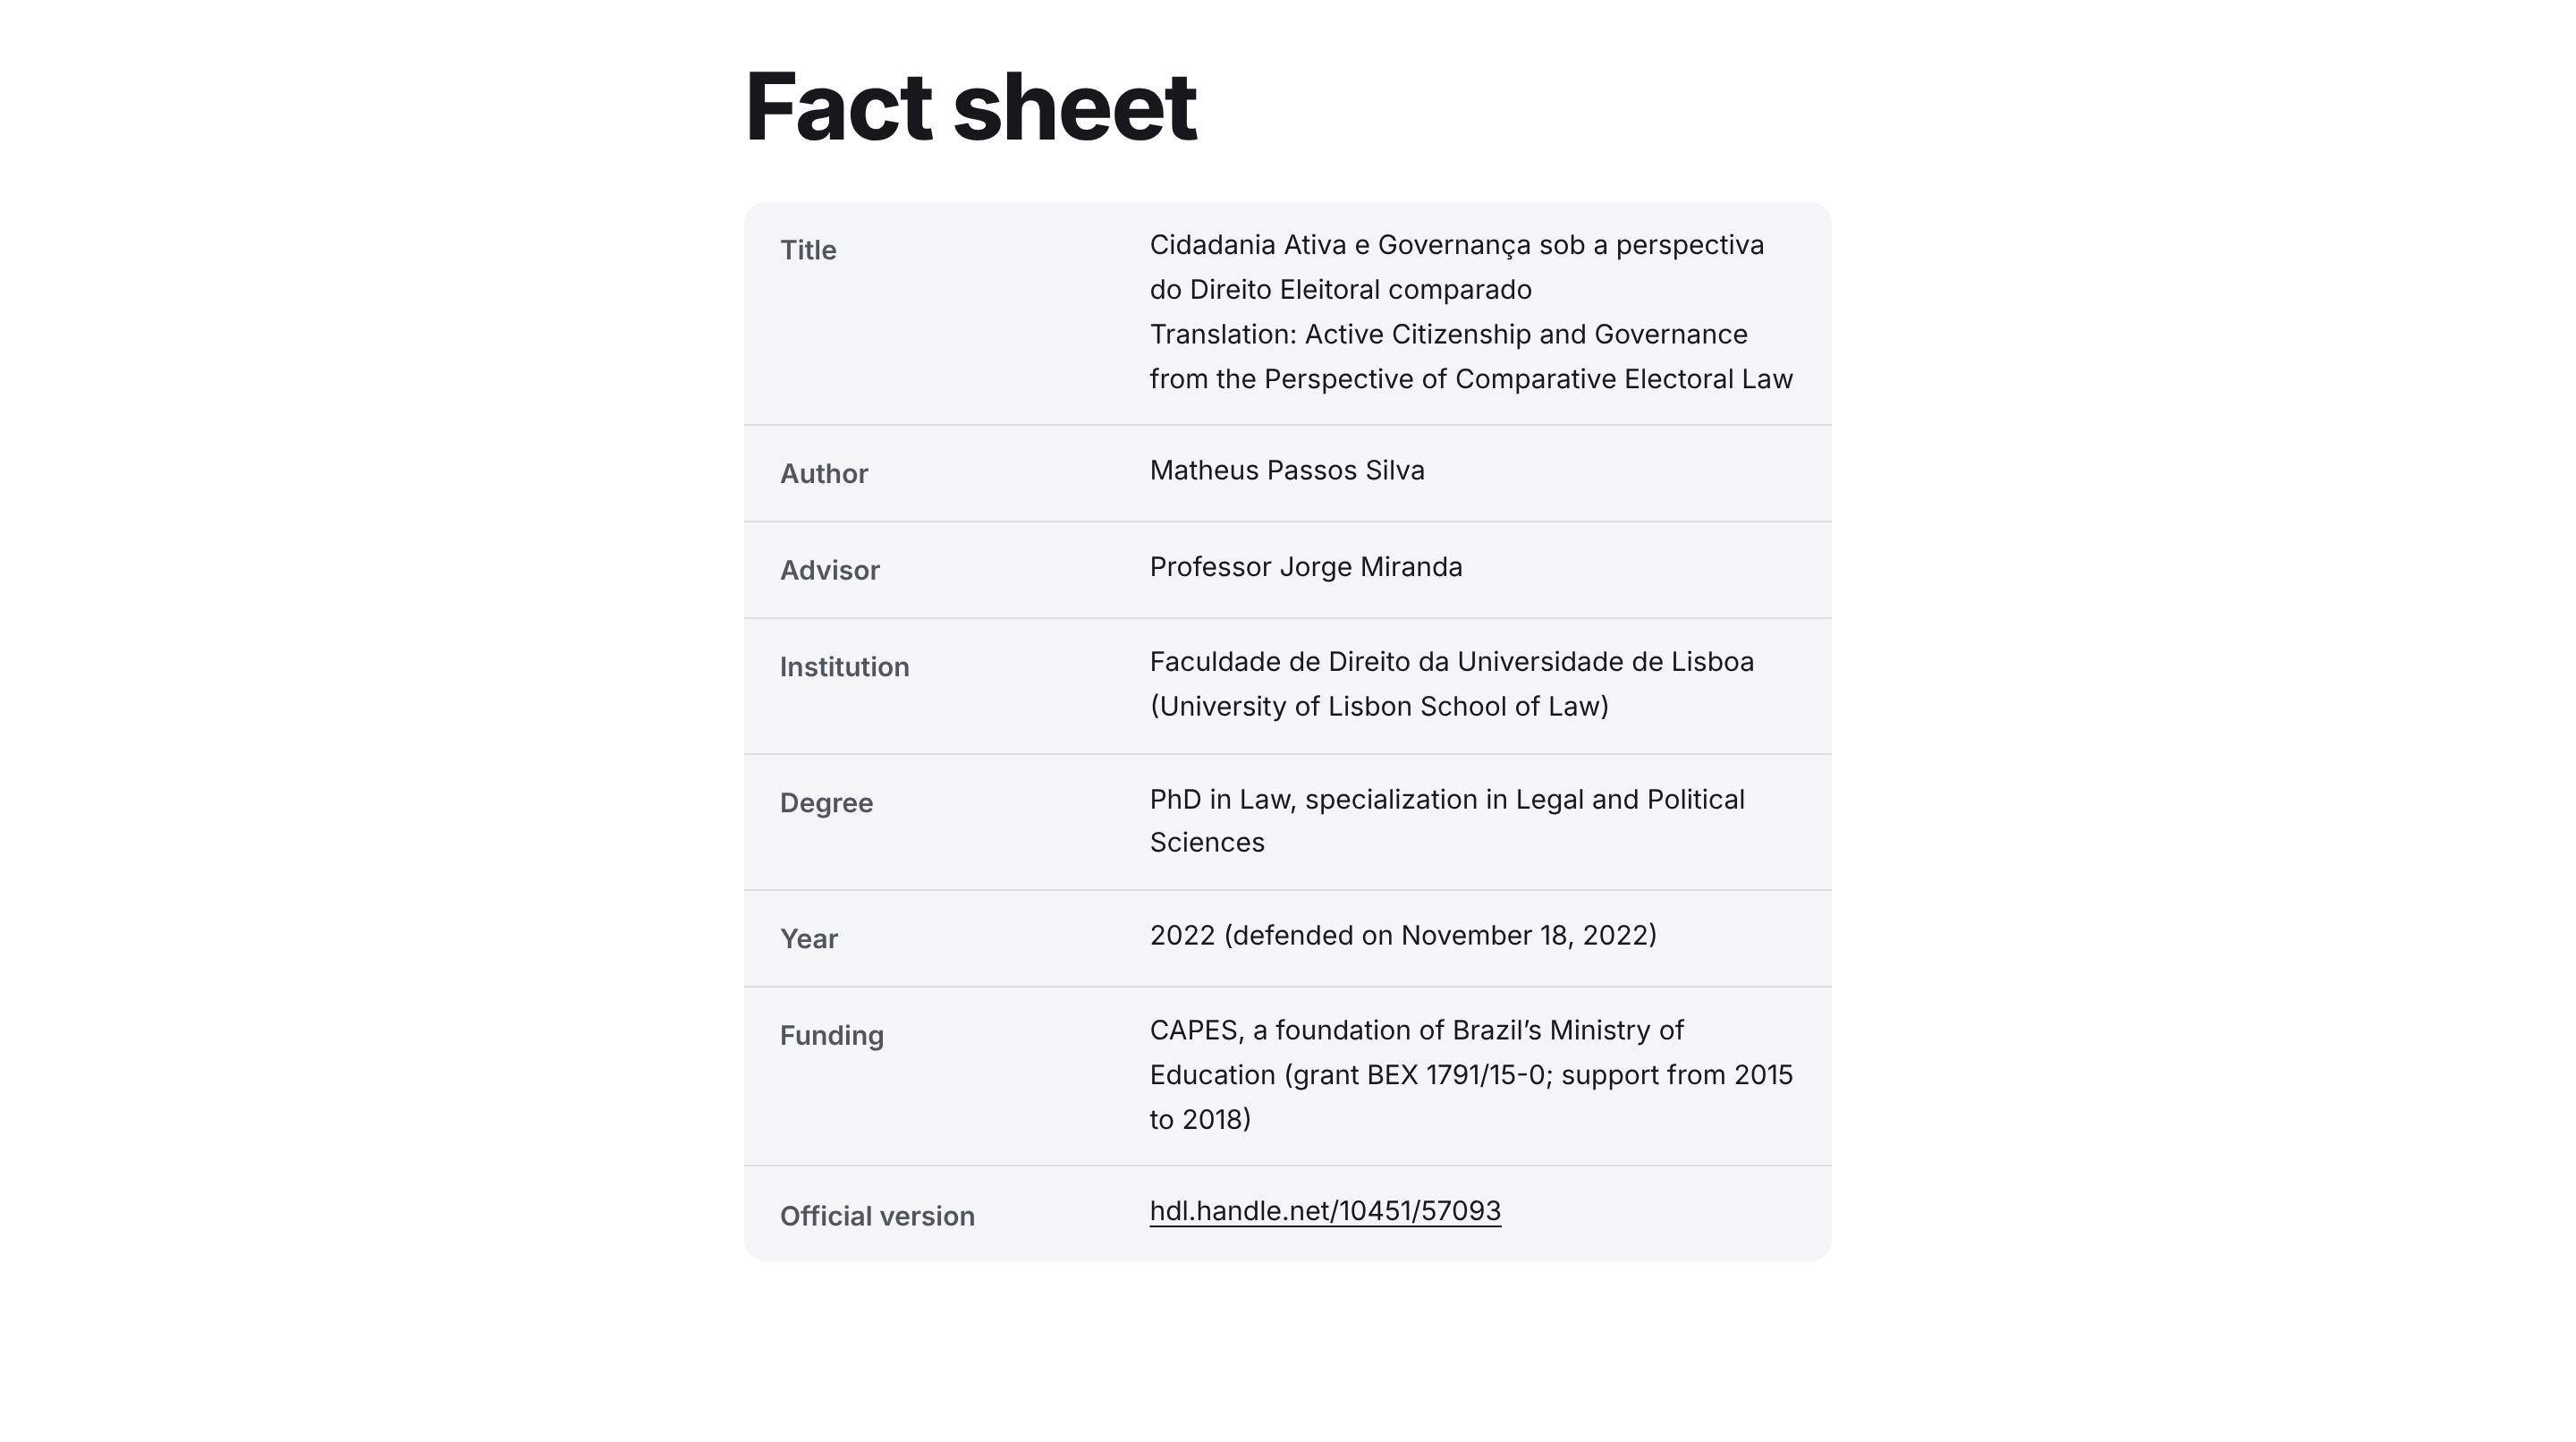 Fact sheet
Title
Cidadania Ativa e Governança sob a perspectiva
do Direito Eleitoral comparado
Translation: Active Citizenship and Governance
from the Perspective of Comparative Electoral Law
Author
Matheus Passos Silva
Advisor
Professor Jorge Miranda
Institution
Faculdade de Direito da Universidade de Lisboa
(University of Lisbon School of Law)
Degree
PhD in Law, specialization in Legal and Political
Sciences
Year
2022 (defended on November 18, 2022)
Funding
CAPES, a foundation of Brazil’s Ministry of
Education (grant BEX 1791/15-0; support from 2015
to 2018)
Official version
hdl.handle.net/10451/57093